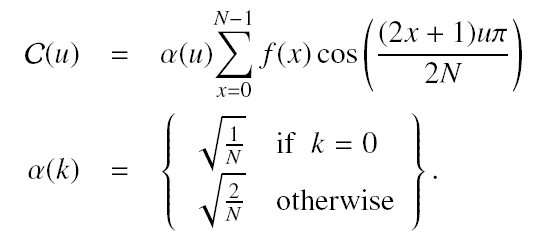 C(u) = α(u) ∑_{x=0}^{N−1} f(x) cos( (2x + 1)uπ / 2N )
α(k) = { √(1/N) if k = 0
√(2/N) otherwise } .